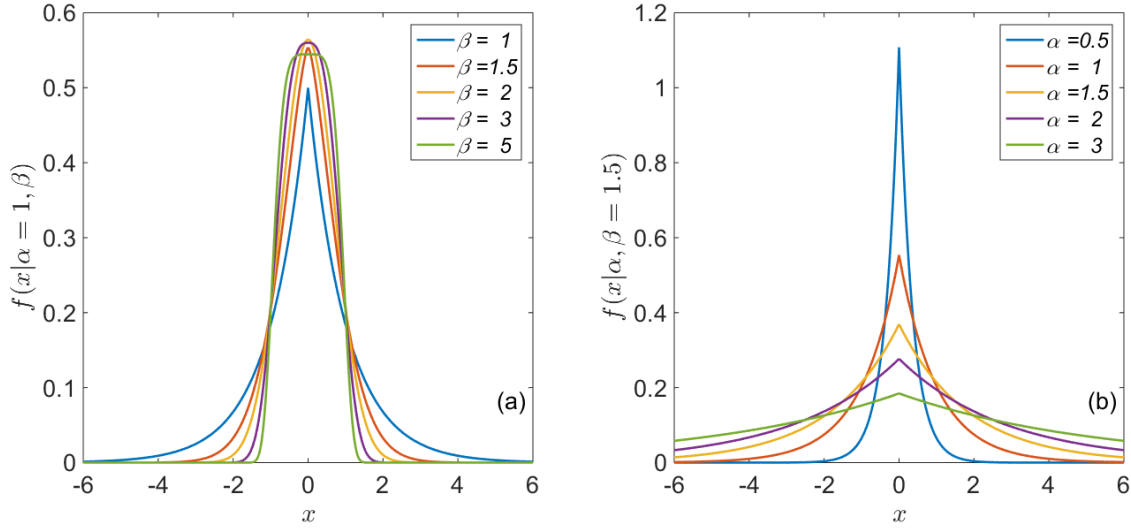 0.6
0.5
0.4
0.3
0.2
0.1
0
-6 -4 -2 0 2 4 6
x
f(x|α = 1, β)
β = 1
β =1.5
β = 2
β = 3
β = 5
(a)
1.2
1
0.8
0.6
0.4
0.2
0
-6 -4 -2 0 2 4 6
x
f(x|α, β = 1.5)
α =0.5
α = 1
α =1.5
α = 2
α = 3
(b)